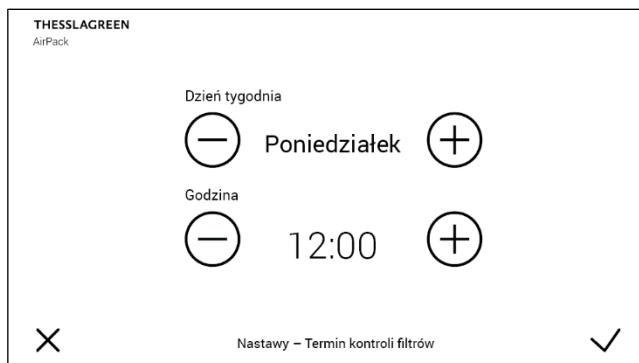 THESSLAGREEN
AirPack
Dzień tygodnia
Poniedziałek
Godzina
12:00
Nastawy – Termin kontroli filtrów